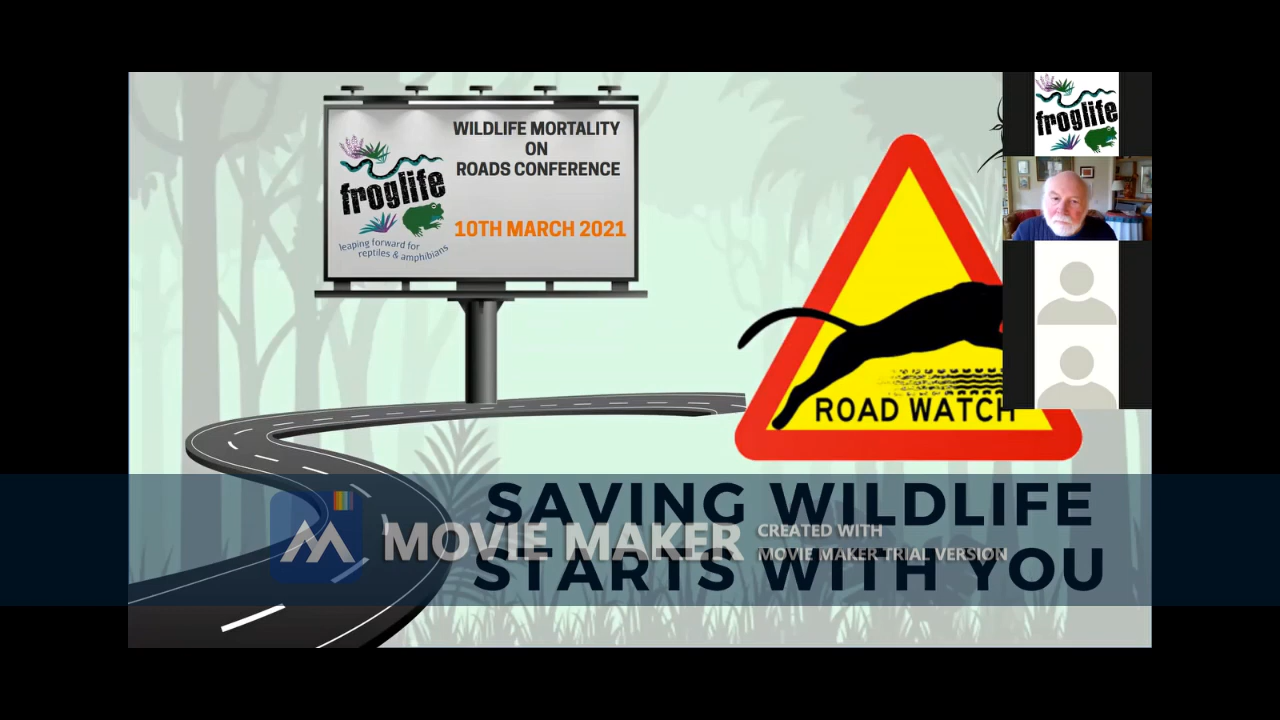 WILDLIFE MORTALITY
ON
ROADS CONFERENCE
froglife
10TH MARCH 2021
leaping forward for
reptiles & amphibians
froglife
ROAD WATCH
SAVING WILDLIFE
STARTS WITH YOU
MOVIE MAKER
CREATED WITH
MOVIE MAKER TRIAL VERSION